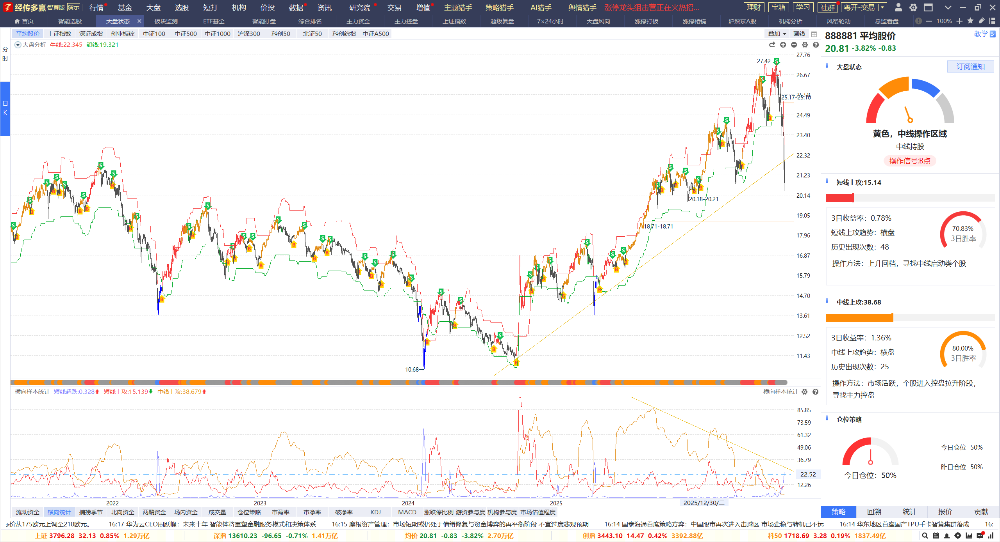 经传多赢 智尊版 演示 行情 基金 大盘 选股 短打 机构 价投 数据 资讯 研究院 交易 增值 主题猎手 策略猎手 AI猎手 舆情猎手 涨停龙头狙击营正在火热招... 理财 宝箱 学习 社群 粤开-交易
首页 智能选股 大盘状态 板块监测 ETF基金 智能盯盘 综合排名 主力资金 主力控盘 上证指数 超级复盘 7×24小时 大盘风向 涨停打板 涨停棱镜 沪深京A股 机构分析 风格轮动 总监看盘 100%
平均股价 上证指数 深证成指 创业板综 中证100 中证500 中证1000 沪深300 科创50 北证50 科创综指 中证A500 叠加 画线
大盘分析 牛线:22.345 熊线:19.321
分时
日K
27.76
26.67
25.58
24.49
23.40
22.32
21.23
20.14
19.05
17.96
16.87
15.79
14.70
13.61
12.52
11.43
27.42
25.17-25.10
20.18-20.21
18.71-18.71
10.68
横向样本统计 短线超跌:0.328 短线上攻:15.139 中线上攻:38.679 横向样本统计
85.85
73.59
61.32
49.06
36.79
22.52
12.26
2022 2023 2024 2025 2025/12/30/二
流动资金 横向统计 捕捞季节 北向资金 两融资金 场内资金 成交量 仓位策略 市盈率 市净率 破净率 KDJ MACD 涨跌停比例 游资参与度 机构参与度 市场估值程度
888881 平均股价 教学
20.81 -3.82% -0.83
大盘状态 订阅通知
黄色，中线操作区域
中线持股
操作信号:B点
短线上攻:15.14
3日收益率：0.78%
短线上攻趋势：横盘
历史出现次数：48
70.83%
3日胜率
操作方法：上升回档，寻找中线启动类个股
中线上攻:38.68
3日收益率：1.36%
中线上攻趋势：横盘
历史出现次数：25
80.00%
3日胜率
操作方法：市场活跃，个股进入控盘拉升阶段，
寻找主力控盘
仓位策略
今日仓位 50%
昨日仓位 50%
今日仓位：50%
策略 回溯 统计 报价 贡献
标价从175欧元上调至210欧元。 16:17 华为云CEO周跃峰：未来十年 智能体将重塑金融服务模式和决策体系 16:15 摩根资产管理：市场短期或仍处于情绪修复与资金博弈的再平衡阶段 不宜过度悲观预期 16:14 国泰海通首席策略方弈：中国股市再次进入击球区 市场企稳与转机已不远 16:14 华东地区首座国产TPU千卡智算集群落成 16:
上证 3796.28 32.13 0.85% 1.29万亿 深指 13610.23 -96.65 -0.71% 1.41万亿 均价 20.81 -0.83 -3.82% 2.70万亿 创指 3443.10 14.47 0.42% 3392.88亿 科50 1718.69 3.28 0.19% 1837.49亿